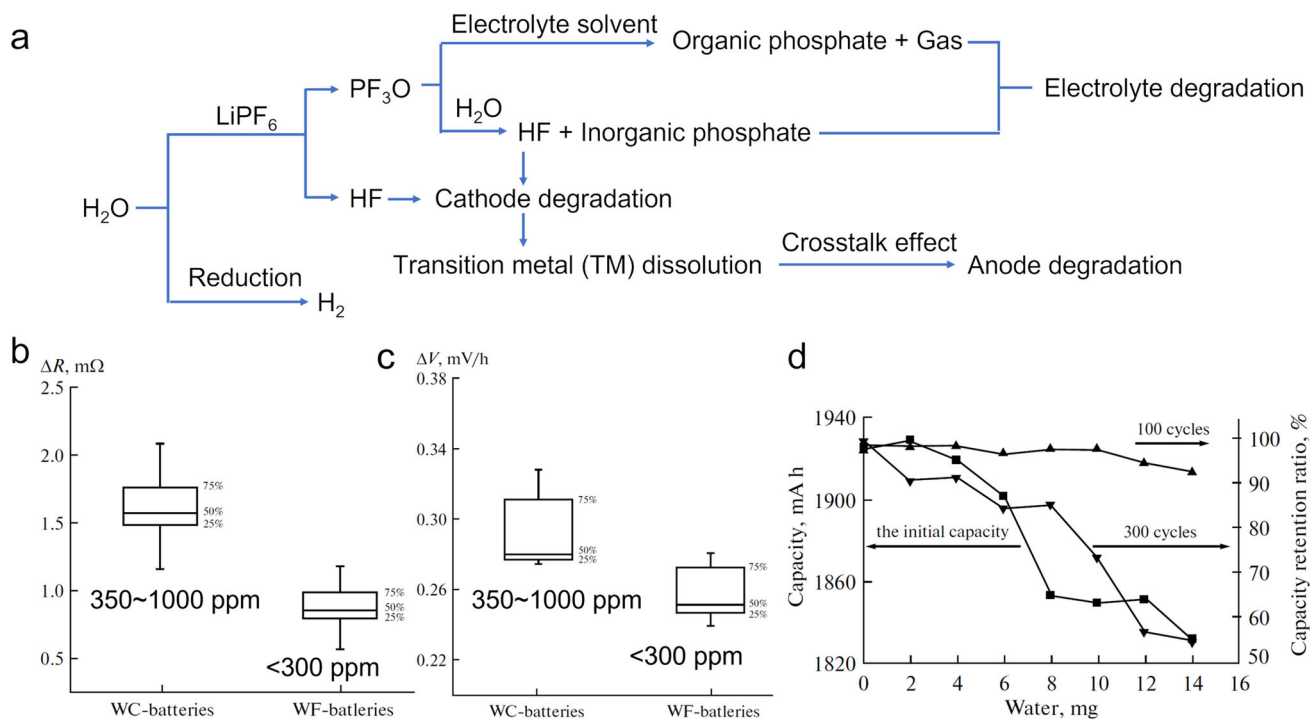 a
Electrolyte solvent
Organic phosphate + Gas
PF3O
Electrolyte degradation
LiPF6
H2O
HF + Inorganic phosphate
H2O
HF
Cathode degradation
Crosstalk effect
Transition metal (TM) dissolution
Anode degradation
Reduction
H2
b
ΔR, mΩ
2.5
2.0
1.5
1.0
0.5
75%
50%
25%
350~1000 ppm
75%
50%
25%
<300 ppm
WC-batteries
WF-batleries
c
ΔV, mV/h
0.38
0.34
0.30
0.26
0.22
75%
50%
25%
350~1000 ppm
75%
50%
25%
<300 ppm
WC-batteries
WF-batleries
d
Capacity, mA h
1940
1900
1860
1820
100 cycles
the initial capacity
300 cycles
100
90
80
70
60
50
Capacity retention ratio, %
0 2 4 6 8 10 12 14 16
Water, mg